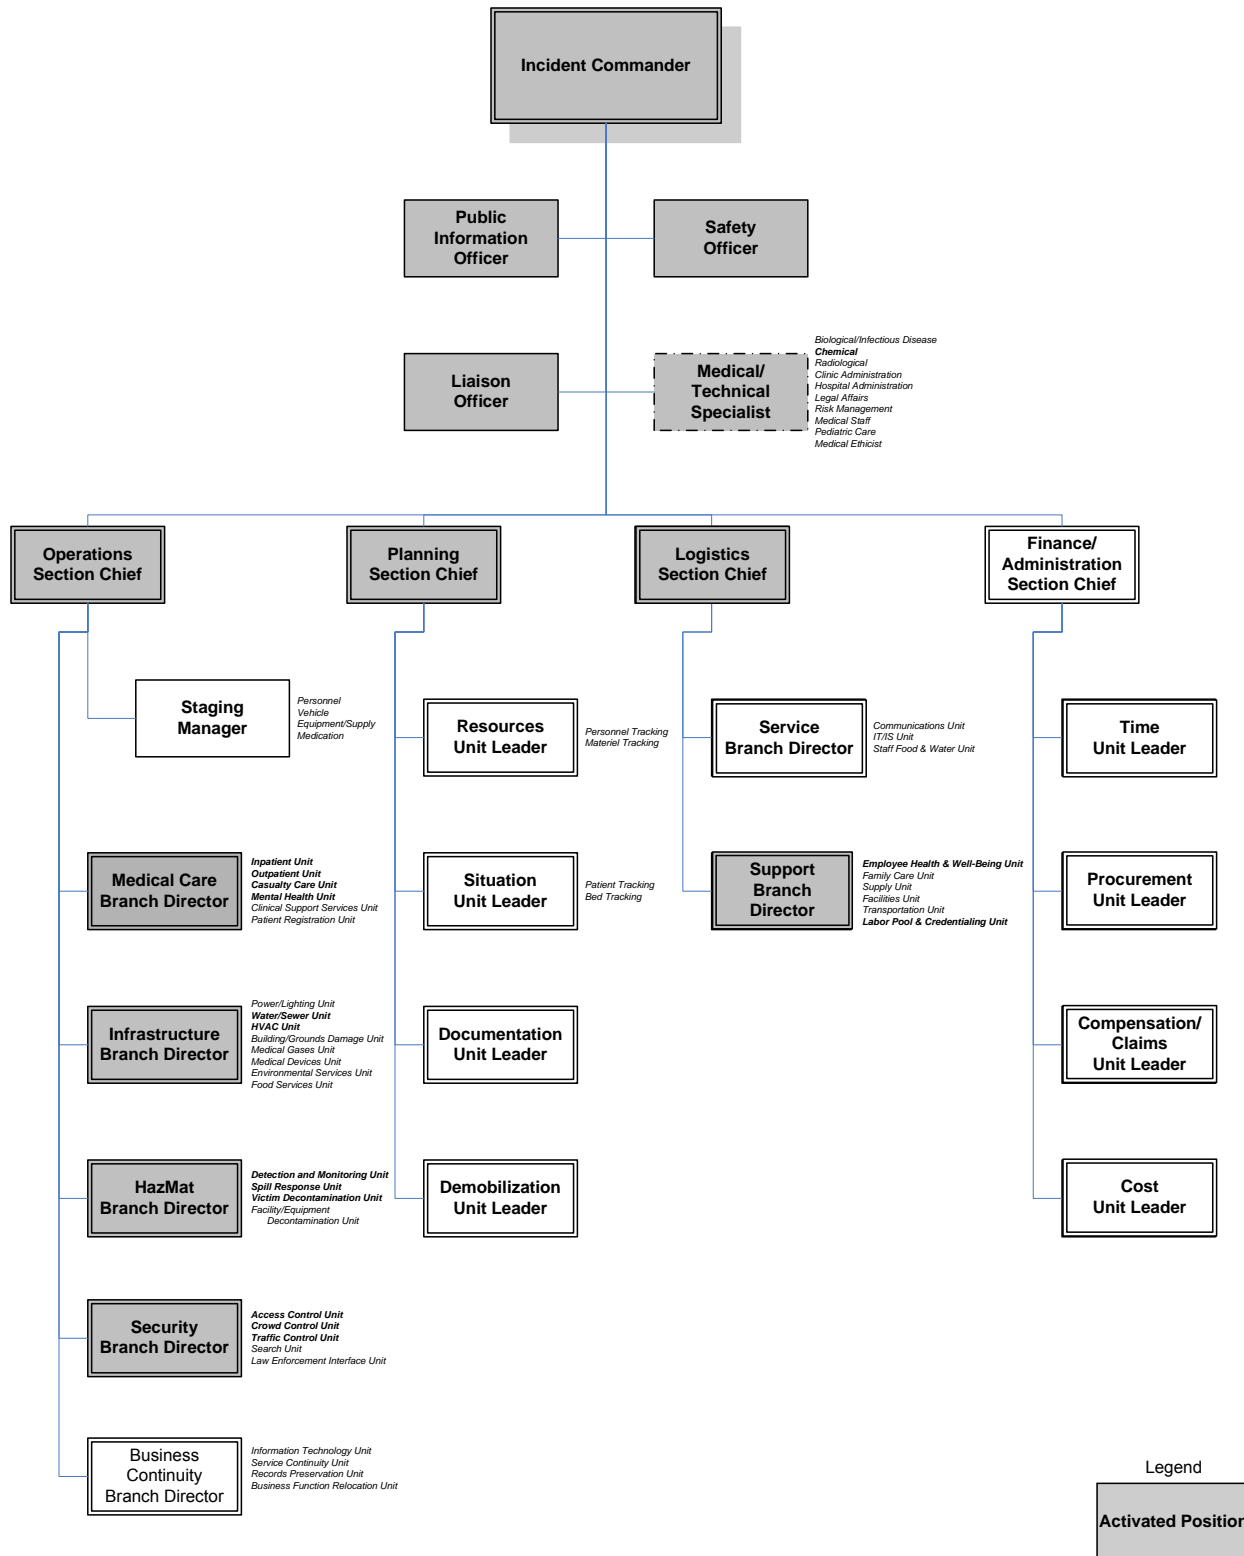 Incident Commander
Public
Information
Officer
Safety
Officer
Liaison
Officer
Medical/
Technical
Specialist
Biological/Infectious Disease
Chemical
Radiological
Clinic Administration
Hospital Administration
Legal Affairs
Risk Management
Medical Staff
Pediatric Care
Medical Ethicist
Operations
Section Chief
Planning
Section Chief
Logistics
Section Chief
Finance/
Administration
Section Chief
Staging
Manager
Personnel
Vehicle
Equipment/Supply
Medication
Resources
Unit Leader
Personnel Tracking
Materiel Tracking
Service
Branch Director
Communications Unit
IT/IS Unit
Staff Food & Water Unit
Time
Unit Leader
Medical Care
Branch Director
Inpatient Unit
Outpatient Unit
Casualty Care Unit
Mental Health Unit
Clinical Support Services Unit
Patient Registration Unit
Situation
Unit Leader
Patient Tracking
Bed Tracking
Support
Branch
Director
Employee Health & Well-Being Unit
Family Care Unit
Supply Unit
Facilities Unit
Transportation Unit
Labor Pool & Credentialing Unit
Procurement
Unit Leader
Infrastructure
Branch Director
Power/Lighting Unit
Water/Sewer Unit
HVAC Unit
Building/Grounds Damage Unit
Medical Gases Unit
Medical Devices Unit
Environmental Services Unit
Food Services Unit
Documentation
Unit Leader
Compensation/
Claims
Unit Leader
HazMat
Branch Director
Detection and Monitoring Unit
Spill Response Unit
Victim Decontamination Unit
Facility/Equipment
Decontamination Unit
Demobilization
Unit Leader
Cost
Unit Leader
Security
Branch Director
Access Control Unit
Crowd Control Unit
Traffic Control Unit
Search Unit
Law Enforcement Interface Unit
Business
Continuity
Branch Director
Information Technology Unit
Service Continuity Unit
Records Preservation Unit
Business Function Relocation Unit
Legend
Activated Position